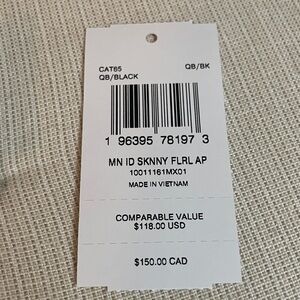 CAT65 QB/BK
QB/BLACK
1 96395 78197 3
MN ID SKNNY FLRL AP
10011161MX01
MADE IN VIETNAM
COMPARABLE VALUE
$118.00 USD
$150.00 CAD